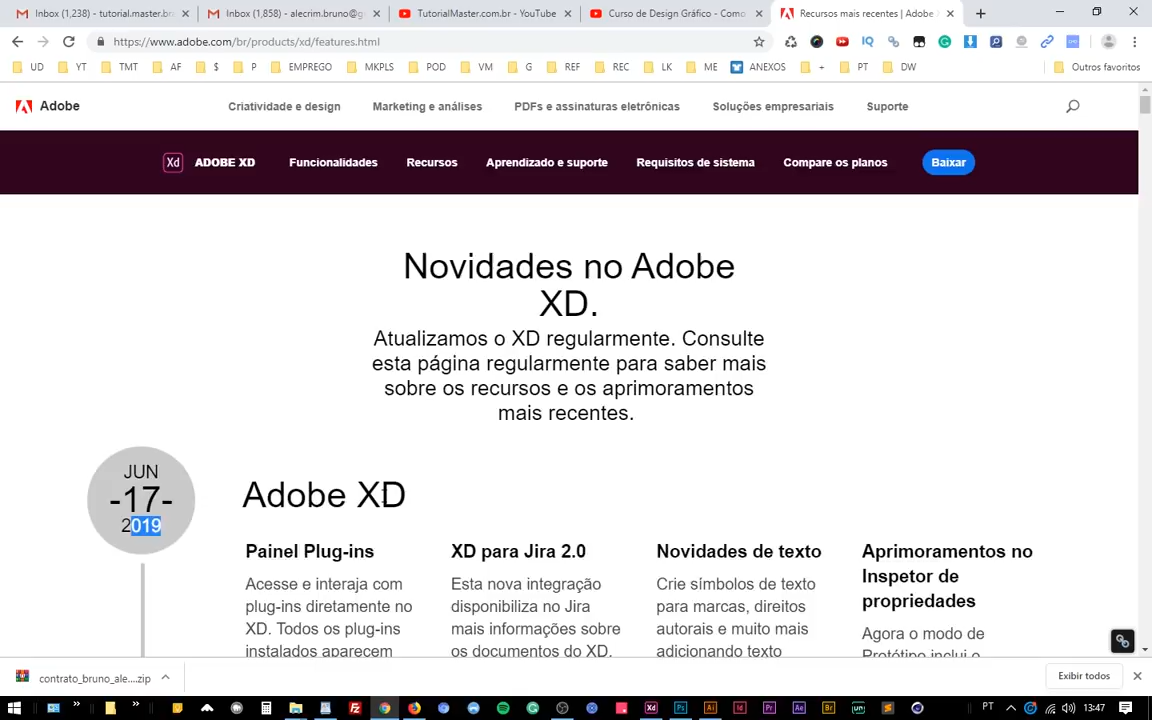 Inbox (1,238) - tutorial.master.br
Inbox (1,858) - alecrim.bruno@g
TutorialMaster.com.br - YouTube
Curso de Design Gráfico - Como
Recursos mais recentes | Adobe
https://www.adobe.com/br/products/xd/features.html
UD
YT
TMT
AF
$
P
EMPREGO
MKPLS
POD
VM
G
REF
REC
LK
ME
ANEXOS
+
PT
DW
Outros favoritos
Adobe
Criatividade e design
Marketing e análises
PDFs e assinaturas eletrônicas
Soluções empresariais
Suporte
Xd
ADOBE XD
Funcionalidades
Recursos
Aprendizado e suporte
Requisitos de sistema
Compare os planos
Baixar
Novidades no Adobe
XD.
Atualizamos o XD regularmente. Consulte
esta página regularmente para saber mais
sobre os recursos e os aprimoramentos
mais recentes.
JUN
-17-
2019
Adobe XD
Painel Plug-ins
Acesse e interaja com
plug-ins diretamente no
XD. Todos os plug-ins
instalados aparecem
XD para Jira 2.0
Esta nova integração
disponibiliza no Jira
mais informações sobre
os documentos do XD.
Novidades de texto
Crie símbolos de texto
para marcas, direitos
autorais e muito mais
adicionando texto
Aprimoramentos no
Inspetor de
propriedades
Agora o modo de
Protótipo inclui o
contrato_bruno_ale....zip
Exibir todos
PT
13:47